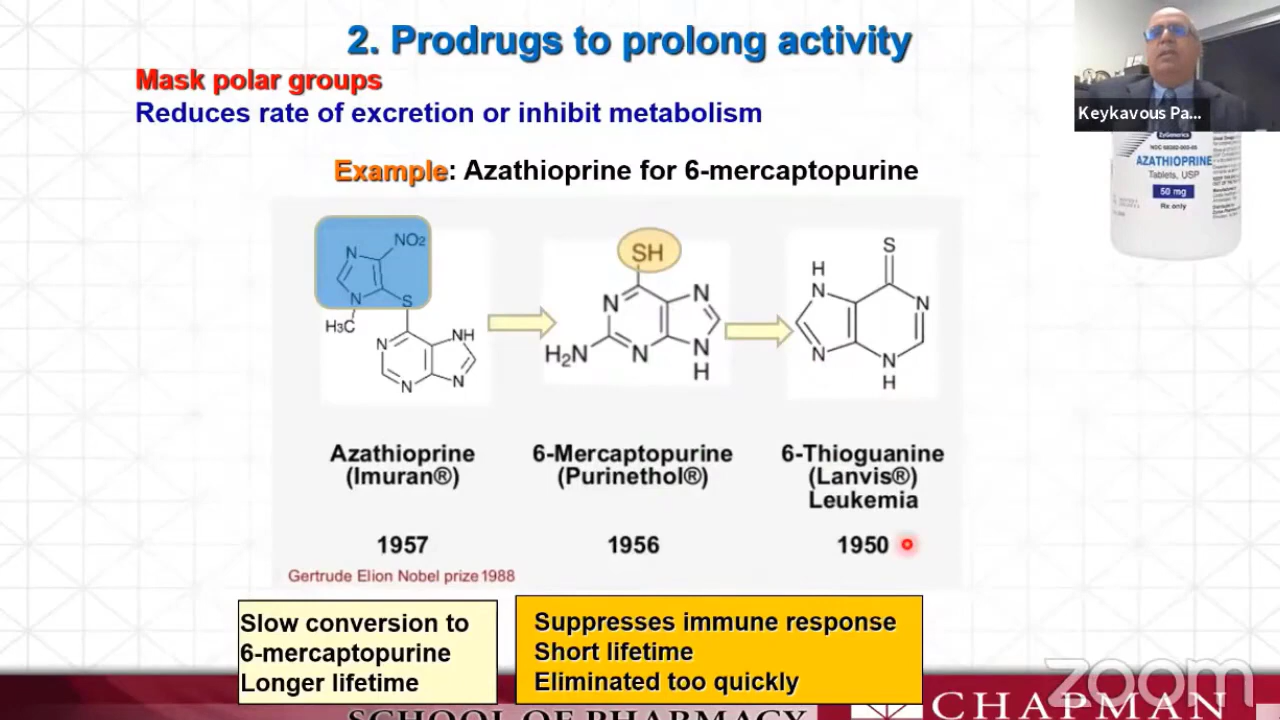 2. Prodrugs to prolong activity
Mask polar groups
Reduces rate of excretion or inhibit metabolism
Keykavous Pa...
Example: Azathioprine for 6-mercaptopurine
AZATHIOPRINE
Tablets, USP
50 mg
Rx only
NO2
N
N
S
H3C
N
NH
N
N
SH
N
N
H2N
N
N
H
S
H
N
N
N
N
H
Azathioprine
(Imuran®)
1957
6-Mercaptopurine
(Purinethol®)
1956
6-Thioguanine
(Lanvis®)
Leukemia
1950
Gertrude Elion Nobel prize 1988
Slow conversion to
6-mercaptopurine
Longer lifetime
Suppresses immune response
Short lifetime
Eliminated too quickly
zoom
SCHOOL OF PHARMACY
CHAPMAN